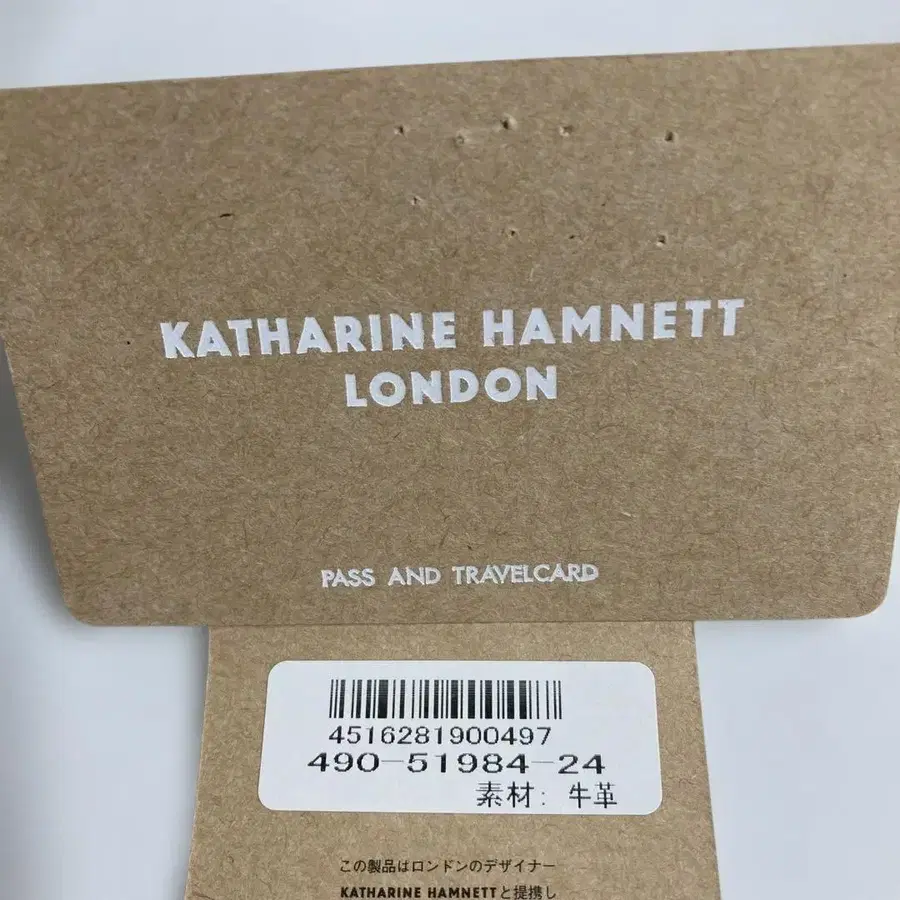 KATHARINE HAMNETT
LONDON
PASS AND TRAVELCARD
4516281900497
490-51984-24
素材: 牛革
この製品はロンドンのデザイナー
KATHARINE HAMNETTと提携し